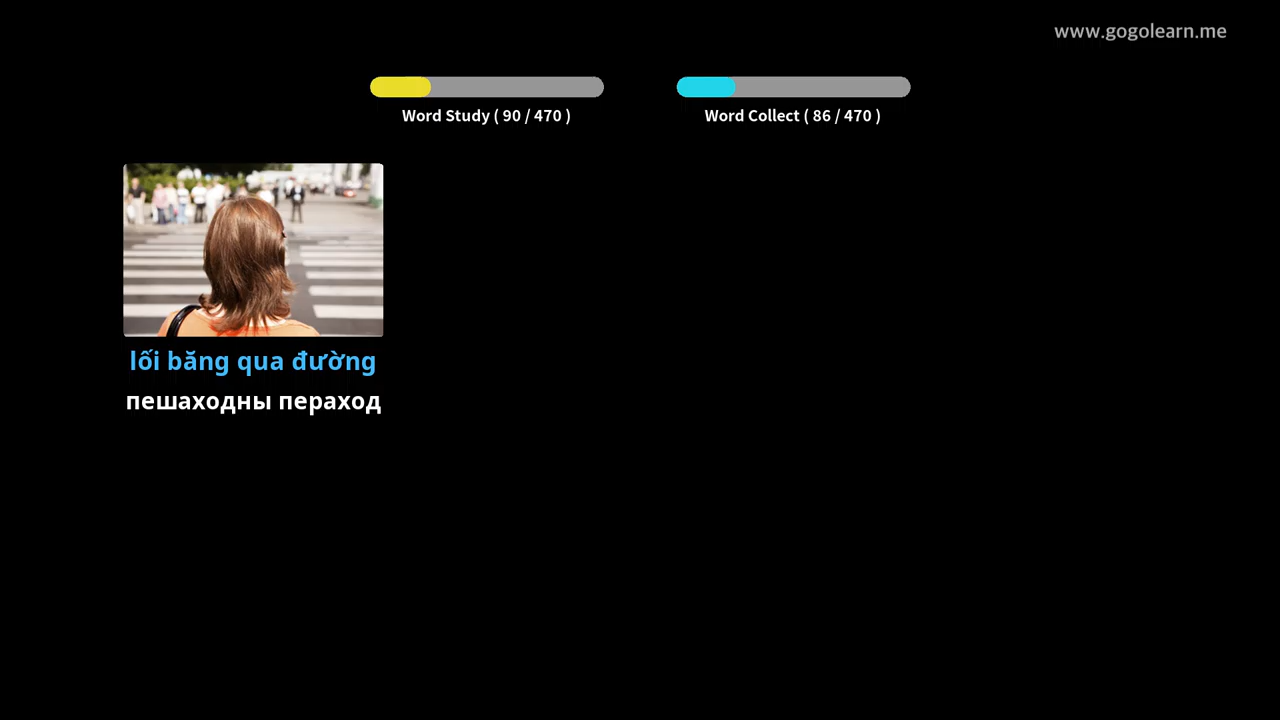 www.gogolearn.me
Word Study ( 90 / 470 )
Word Collect ( 86 / 470 )
lối băng qua đường
пешаходны пераход